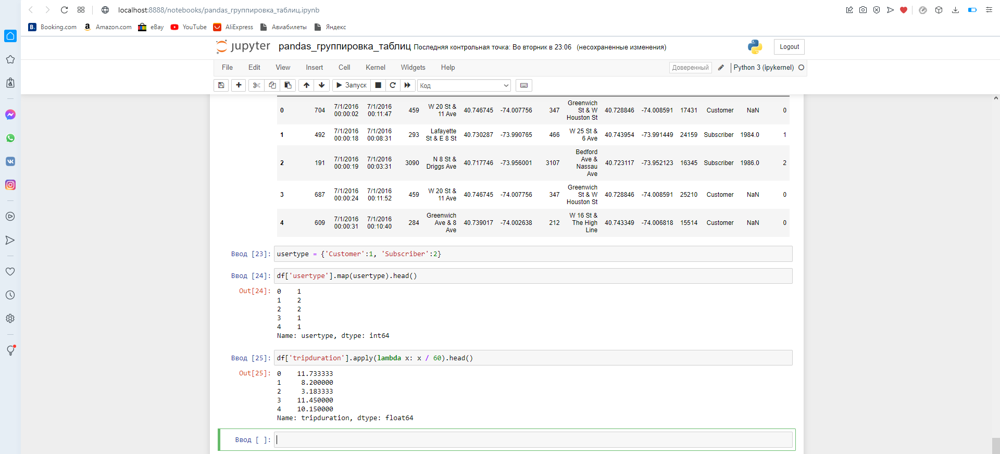 localhost:8888/notebooks/pandas_группировка_таблиц.ipynb
B. Booking.com a Amazon.com eBay YouTube AliExpress Авиабилеты Яндекс
jupyter pandas_группировка_таблиц Последняя контрольная точка: Во вторник в 23:06 (несохраненные изменения) Logout
File Edit View Insert Cell Kernel Widgets Help Доверенный Python 3 (ipykernel)
Запуск Код
0 704 7/1/2016 00:00:02 7/1/2016 00:11:47 459 W 20 St & 11 Ave 40.746745 -74.007756 347 Greenwich St & W Houston St 40.728846 -74.008591 17431 Customer NaN 0
1 492 7/1/2016 00:00:18 7/1/2016 00:08:31 293 Lafayette St & E 8 St 40.730287 -73.990765 466 W 25 St & 6 Ave 40.743954 -73.991449 24159 Subscriber 1984.0 1
2 191 7/1/2016 00:00:19 7/1/2016 00:03:31 3090 N 8 St & Driggs Ave 40.717746 -73.956001 3107 Bedford Ave & Nassau Ave 40.723117 -73.952123 16345 Subscriber 1986.0 2
3 687 7/1/2016 00:00:24 7/1/2016 00:11:52 459 W 20 St & 11 Ave 40.746745 -74.007756 347 Greenwich St & W Houston St 40.728846 -74.008591 25210 Customer NaN 0
4 609 7/1/2016 00:00:31 7/1/2016 00:10:40 284 Greenwich Ave & 8 Ave 40.739017 -74.002638 212 W 16 St & The High Line 40.743349 -74.006818 15514 Customer NaN 0
Ввод [23]: usertype = {'Customer':1, 'Subscriber':2}
Ввод [24]: df['usertype'].map(usertype).head()
Out[24]: 0 1
1 2
2 2
3 1
4 1
Name: usertype, dtype: int64
Ввод [25]: df['tripduration'].apply(lambda x: x / 60).head()
Out[25]: 0 11.733333
1 8.200000
2 3.183333
3 11.450000
4 10.150000
Name: tripduration, dtype: float64
Ввод [ ]: